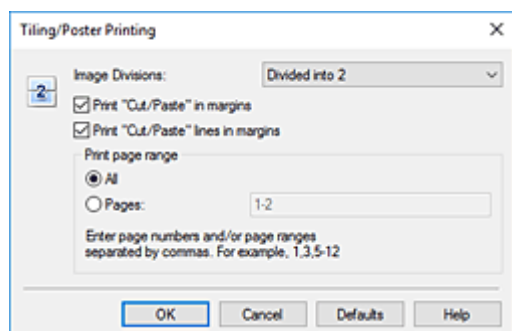 Tiling/Poster Printing
Image Divisions: Divided into 2
2
Print "Cut/Paste" in margins
Print "Cut/Paste" lines in margins
Print page range
All
Pages: 1-2
Enter page numbers and/or page ranges
separated by commas. For example, 1,3,5-12
OK Cancel Defaults Help